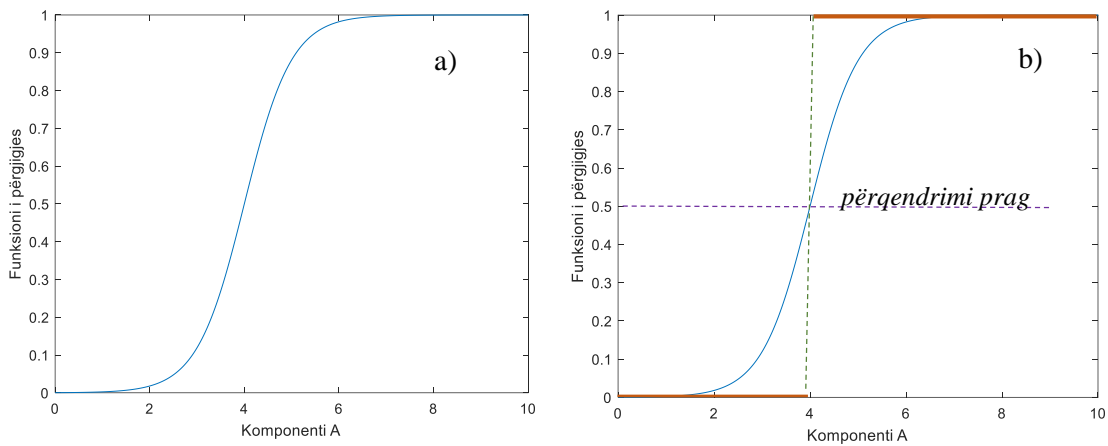 a)
1
0.9
0.8
0.7
0.6
0.5
0.4
0.3
0.2
0.1
0
0 2 4 6 8 10
Funksioni i përgjigjes
Komponenti A
b)
përqendrimi prag
1
0.9
0.8
0.7
0.6
0.5
0.4
0.3
0.2
0.1
0
0 2 4 6 8 10
Funksioni i përgjigjes
Komponenti A